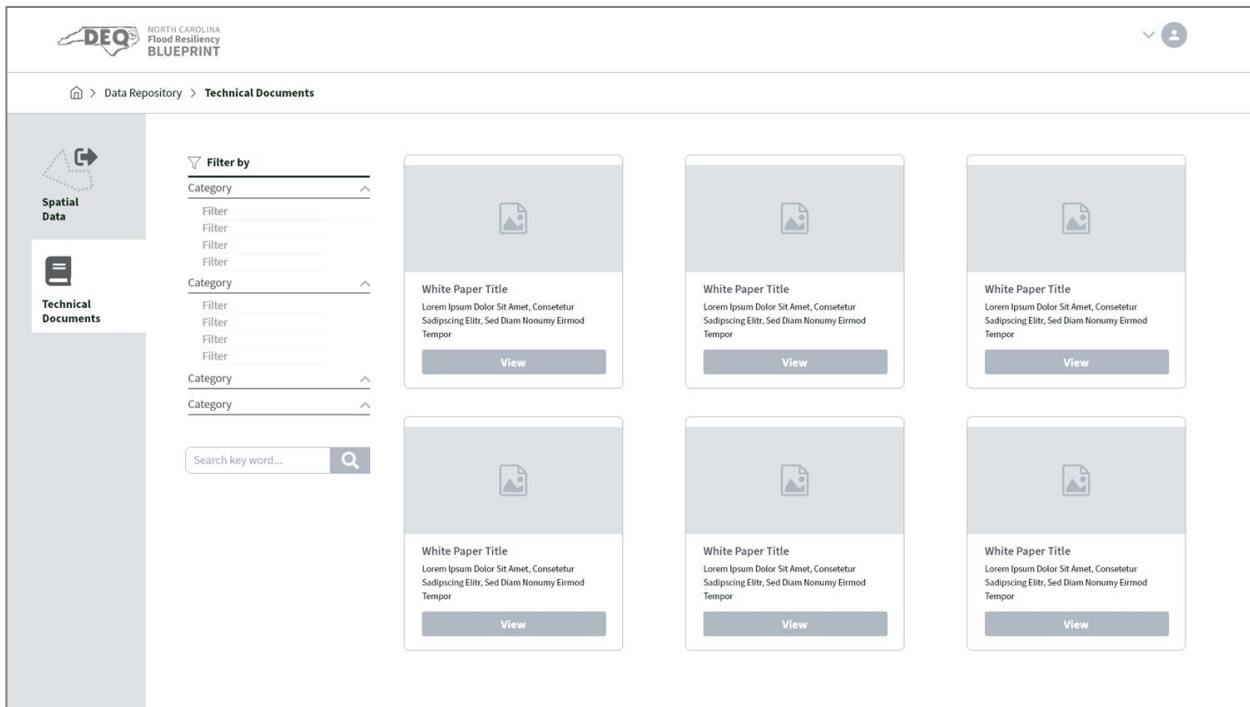 DEQ
NORTH CAROLINA
Flood Resiliency
BLUEPRINT
> Data Repository > Technical Documents
Spatial
Data
Technical
Documents
Filter by
Category
Filter
Filter
Filter
Filter
Category
Filter
Filter
Filter
Filter
Category
Category
Search key word...
White Paper Title
Lorem Ipsum Dolor Sit Amet, Consetetur
Sadipscing Elitr, Sed Diam Nonumy Eirmod
Tempor
View
White Paper Title
Lorem Ipsum Dolor Sit Amet, Consetetur
Sadipscing Elitr, Sed Diam Nonumy Eirmod
Tempor
View
White Paper Title
Lorem Ipsum Dolor Sit Amet, Consetetur
Sadipscing Elitr, Sed Diam Nonumy Eirmod
Tempor
View
White Paper Title
Lorem Ipsum Dolor Sit Amet, Consetetur
Sadipscing Elitr, Sed Diam Nonumy Eirmod
Tempor
View
White Paper Title
Lorem Ipsum Dolor Sit Amet, Consetetur
Sadipscing Elitr, Sed Diam Nonumy Eirmod
Tempor
View
White Paper Title
Lorem Ipsum Dolor Sit Amet, Consetetur
Sadipscing Elitr, Sed Diam Nonumy Eirmod
Tempor
View